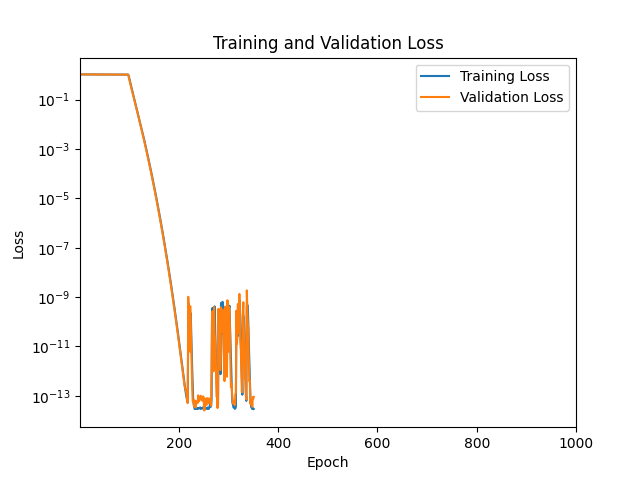 Training and Validation Loss
Training Loss
Validation Loss
Loss
10⁻¹
10⁻³
10⁻⁵
10⁻⁷
10⁻⁹
10⁻¹¹
10⁻¹³
200 400 600 800 1000
Epoch